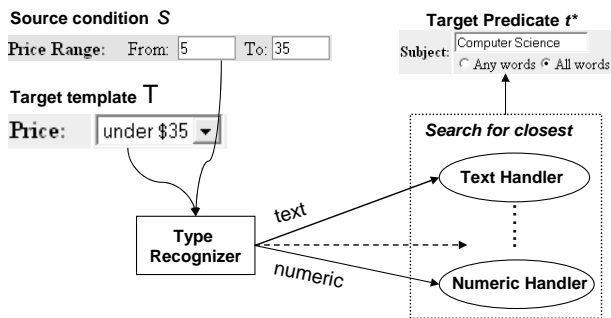 Source condition S
Price Range: From: 5 To: 35
Target template T
Price: under $35
Type
Recognizer
text
numeric
Target Predicate t*
Subject: Computer Science
Any words All words
Search for closest
Text Handler
Numeric Handler